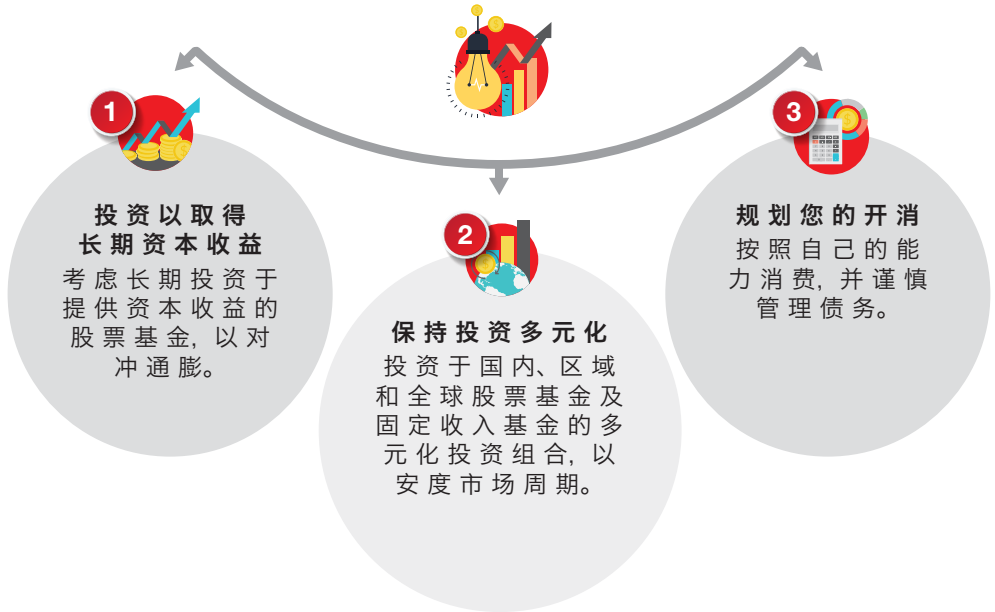 1
投资以取得
长期资本收益
考虑长期投资于
提供资本收益的
股票基金, 以对
冲通膨。
2
保持投资多元化
投资于国内、区域
和全球股票基金及
固定收入基金的多
元化投资组合, 以
安度市场周期。
3
规划您的开消
按照自己的能
力消费, 并谨慎
管理债务。